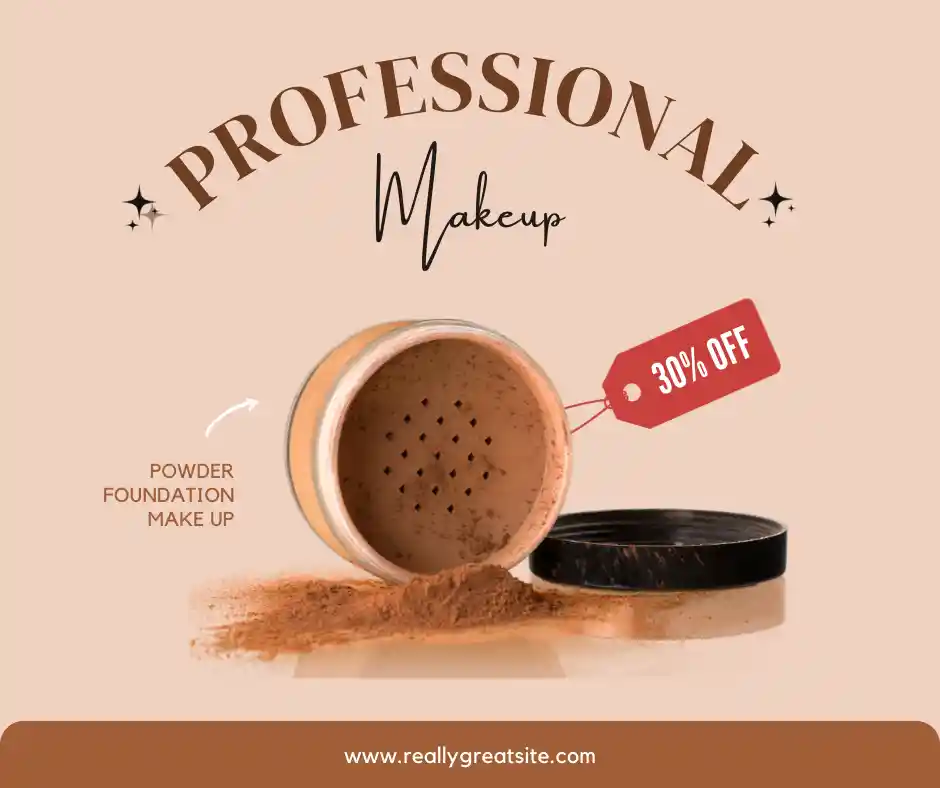 PROFESSIONAL
Makeup
30% OFF
POWDER
FOUNDATION
MAKE UP
www.reallygreatsite.com